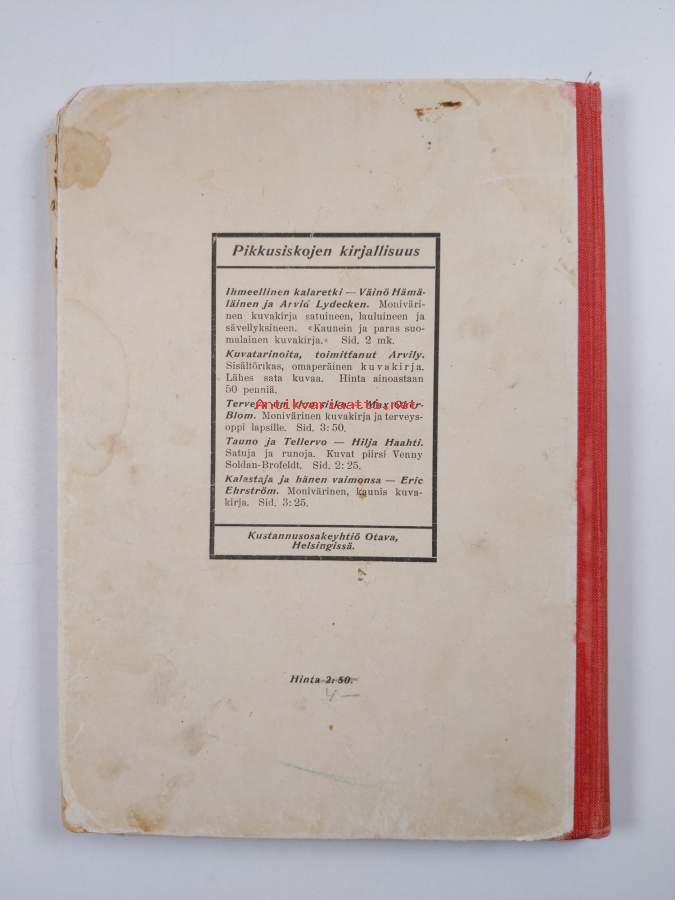 Pikkusiskojen kirjallisuus
Ihmeellinen kalaretki — Väinö Hämä-
läinen ja Arvid Lydecken. Moniväri-
nen kuvakirja satuineen, lauluineen ja
sävellyksineen. «Kaunein ja paras suo-
malainen kuvakirja.» Sid. 2 mk.
Kuvatarinoita, toimittanut Arvily.
Sisältörikas, omaperäinen kuvakirja.
Lähes sata kuvaa. Hinta ainoastaan
50 penniä.
Antikvariaatti.net
Blom. Monivärinen kuvakirja ja terveys-
oppi lapsille. Sid. 3:50.
Tauno ja Tellervo — Hilja Haahti.
Satuja ja runoja. Kuvat piirsi Venny
Soldan-Brofeldt. Sid. 2:25.
Kalastaja ja hänen vaimonsa — Eric
Ehrström. Monivärinen, kaunis kuva-
kirja. Sid. 3:25.
Kustannusosakeyhtiö Otava,
Helsingissä.
Hinta 2:50.
4—